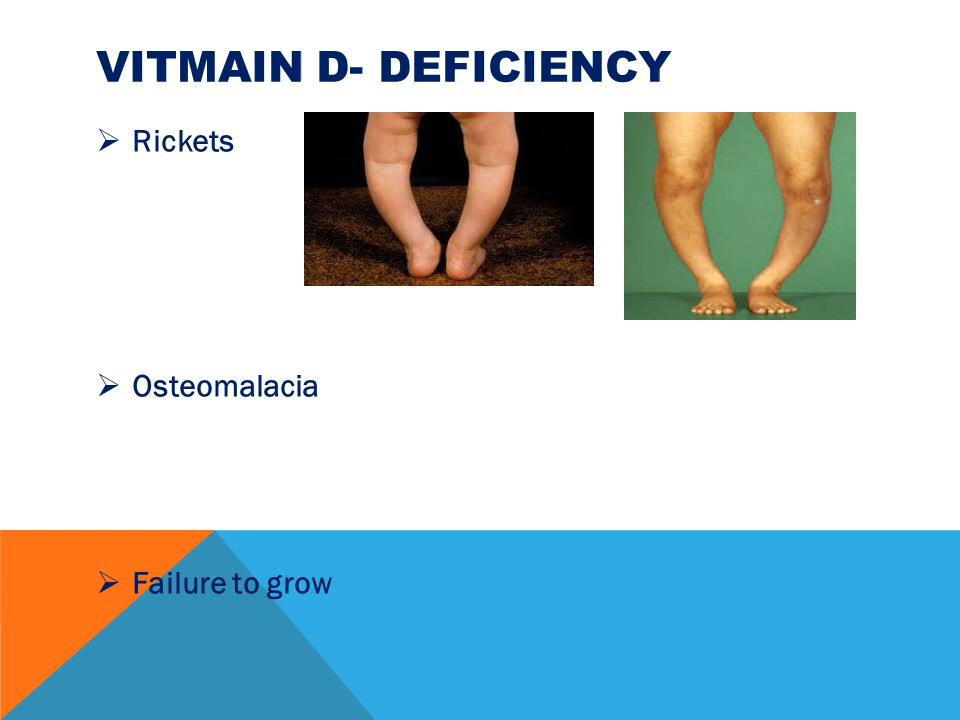 VITMAIN D- DEFICIENCY
➢ Rickets
➢ Osteomalacia
➢ Failure to grow